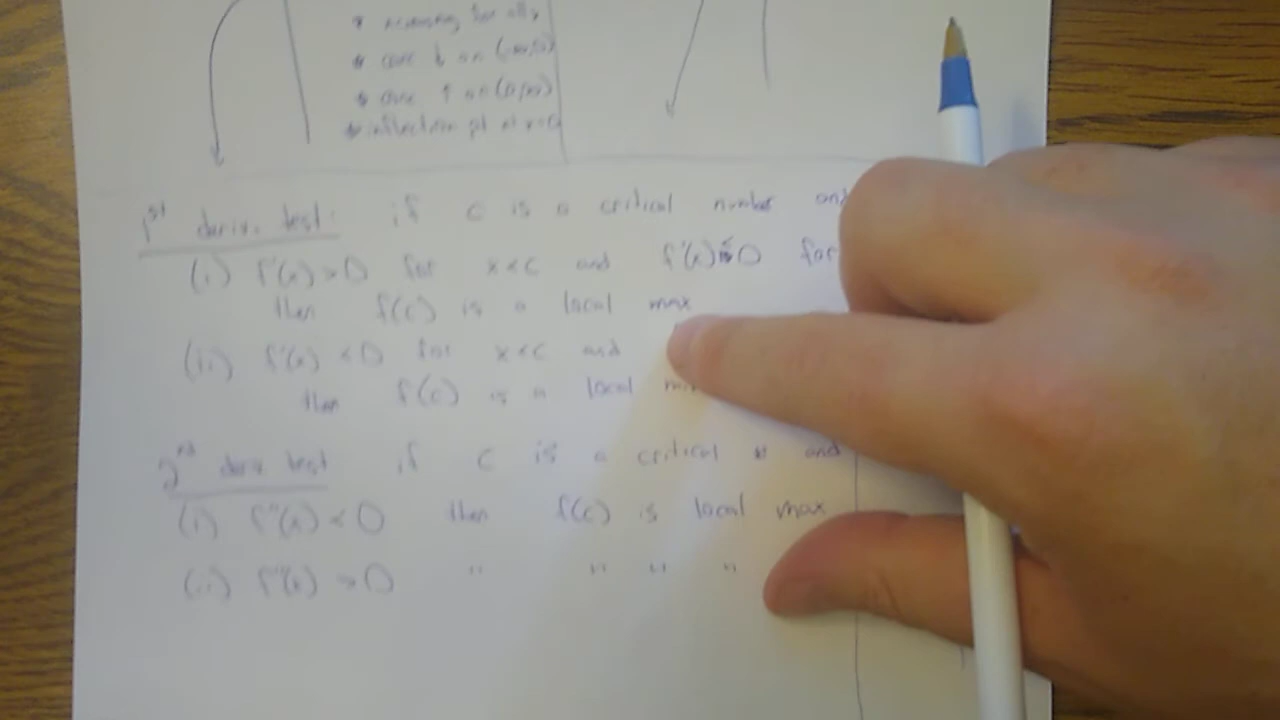 * increasing for all x
* conc ↓ on (-∞,0)
* conc ↑ on (0,∞)
* inflection pt at x=0
1st deriv. test: if c is a critical number and
(i) f'(x) > 0 for x < c and f'(x) < 0 for
then f(c) is a local max
(ii) f'(x) < 0 for x < c and
then f(c) is a local min
2nd deriv test if c is a critical # and
(i) f"(x) < 0 then f(c) is local max
(ii) f"(x) > 0 " " " "